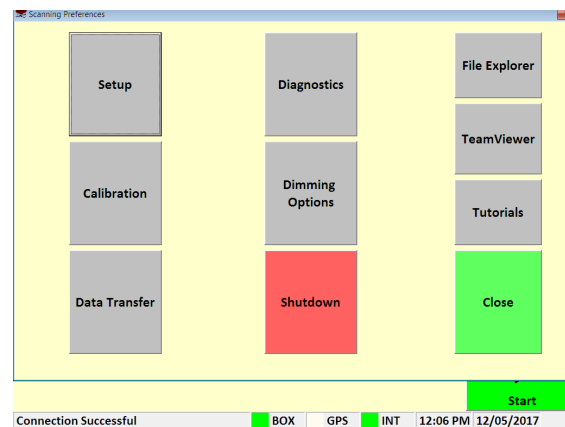 Scanning Preferences
Setup
Diagnostics
File Explorer
TeamViewer
Calibration
Dimming
Options
Tutorials
Data Transfer
Shutdown
Close
Start
Connection Successful BOX GPS INT 12:06 PM 12/05/2017